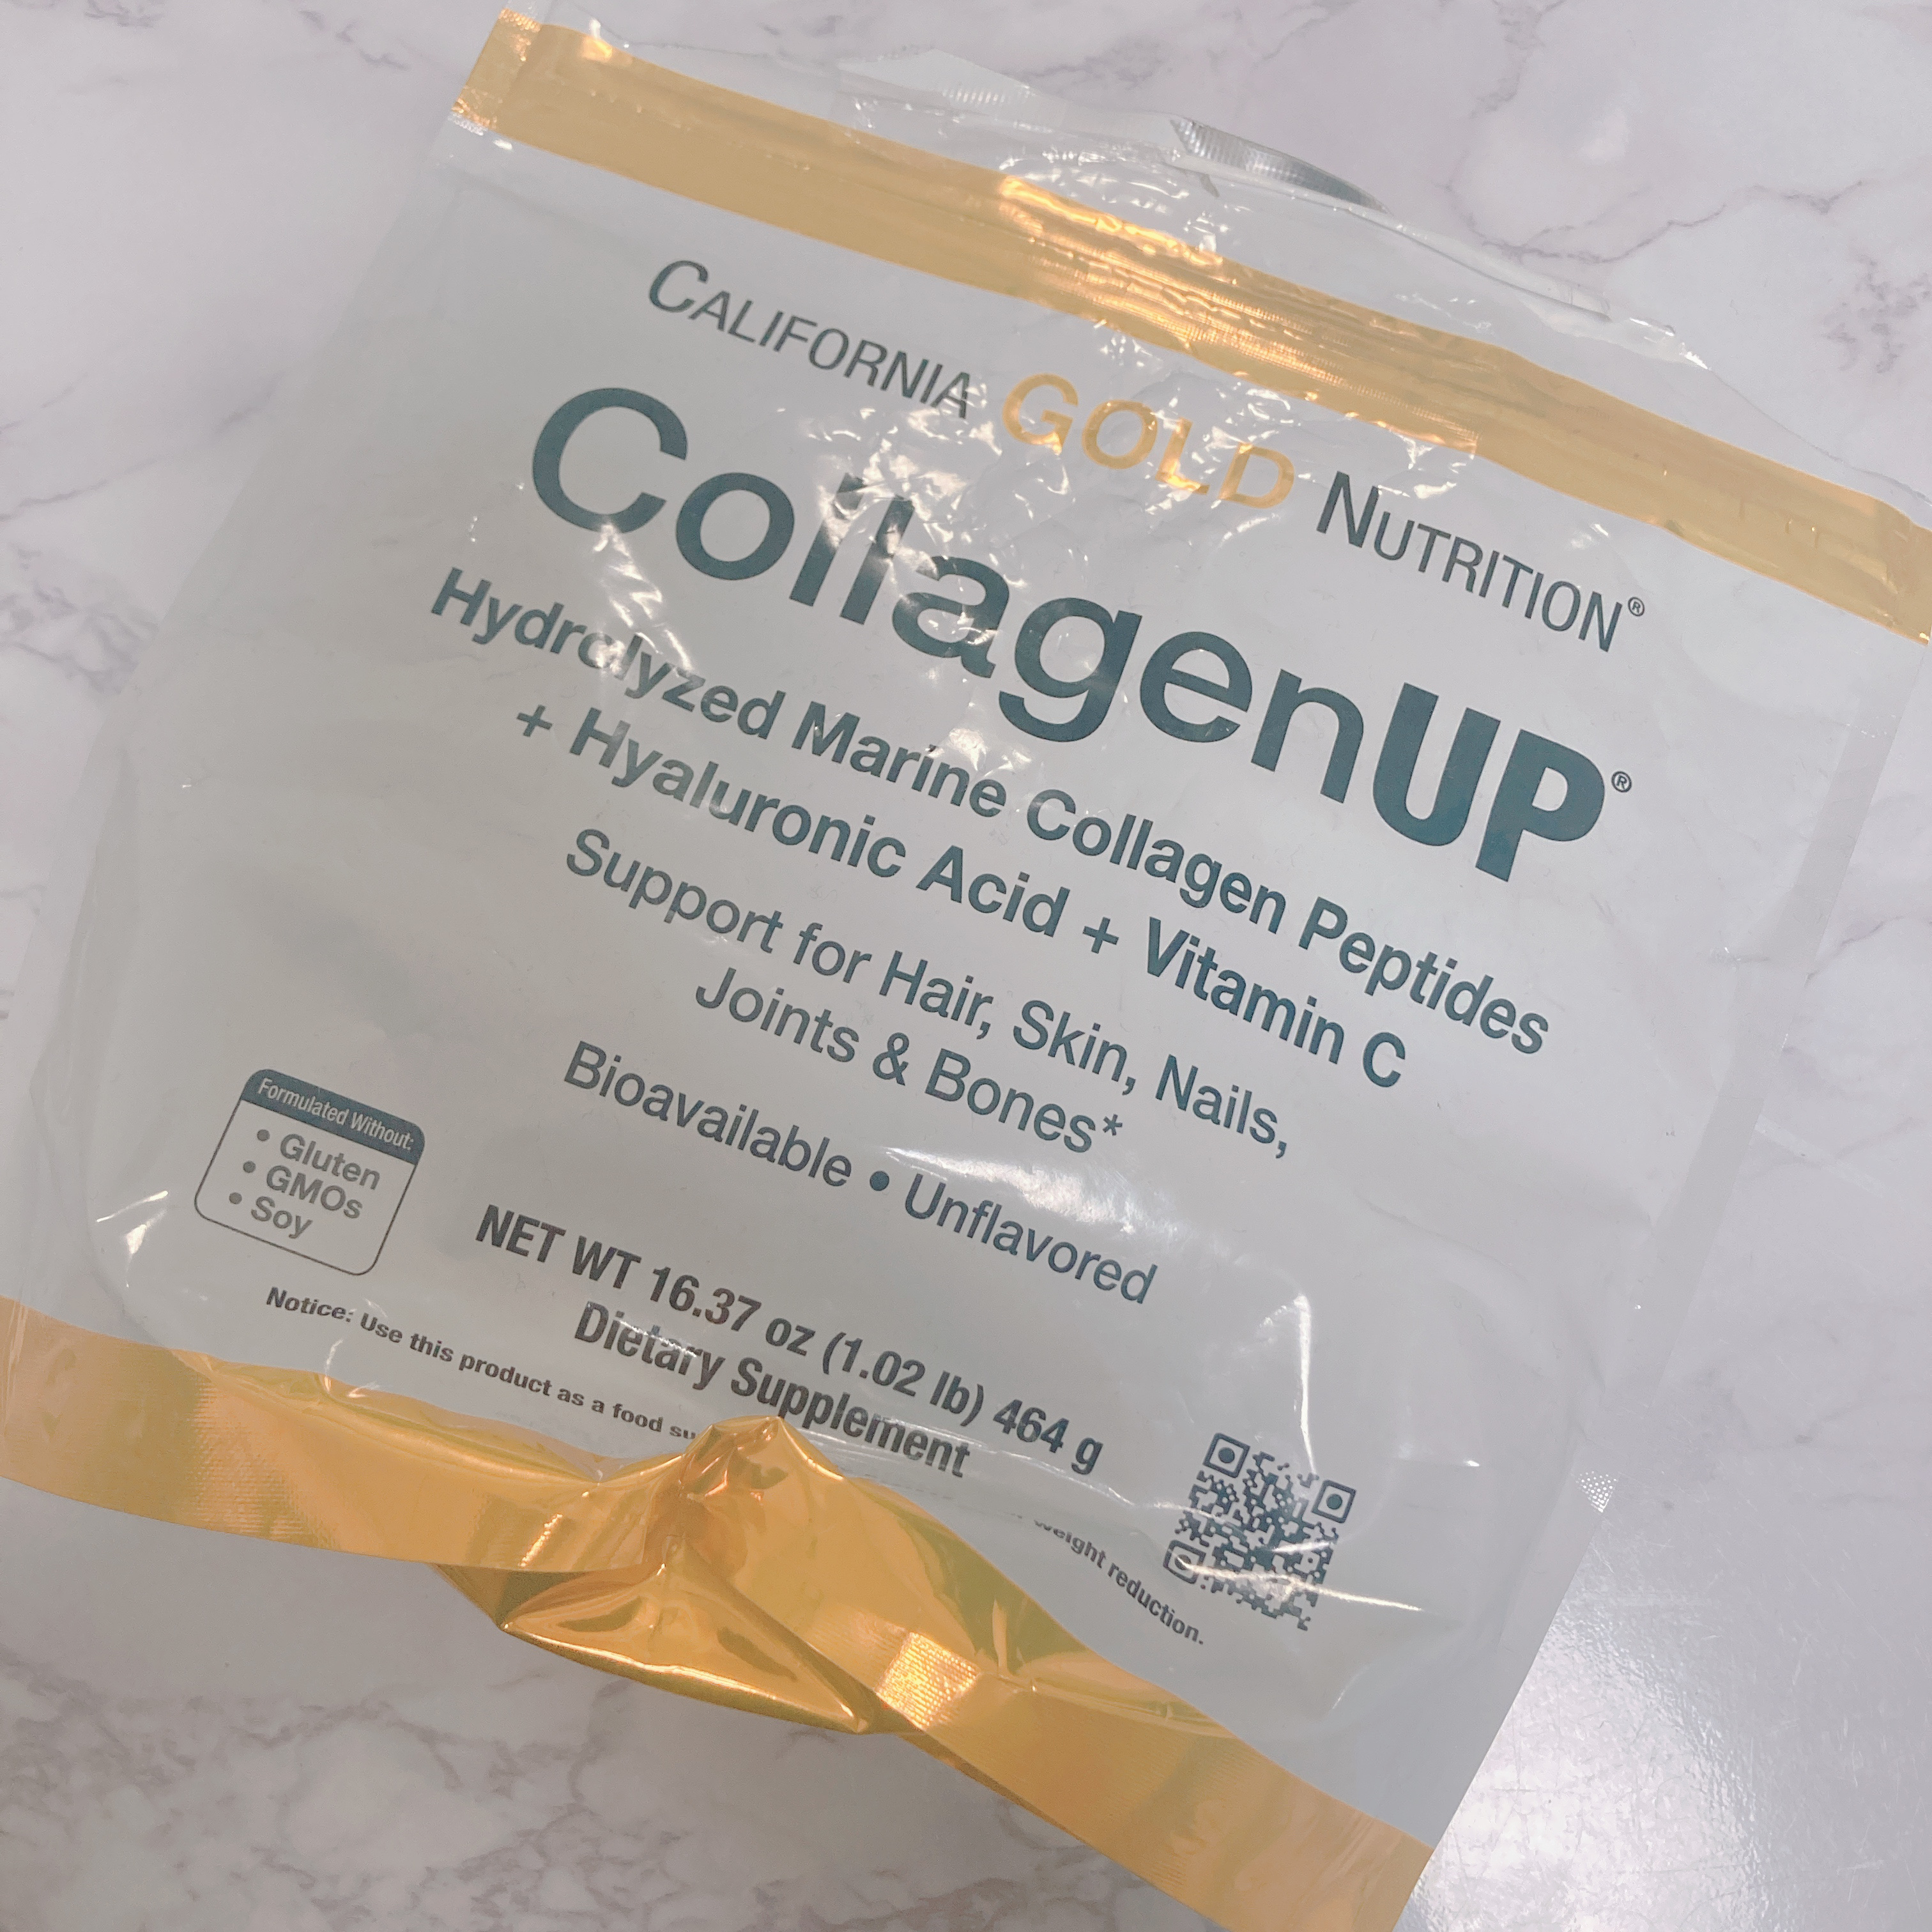 CALIFORNIA GOLD NUTRITION®
CollagenUP®
Hydrolyzed Marine Collagen Peptides
+ Hyaluronic Acid + Vitamin C
Support for Hair, Skin, Nails,
Joints & Bones*
Bioavailable • Unflavored
Formulated Without:
• Gluten
• GMOs
• Soy
NET WT 16.37 oz (1.02 lb) 464 g
Dietary Supplement
Notice: Use this product as a food weight reduction.